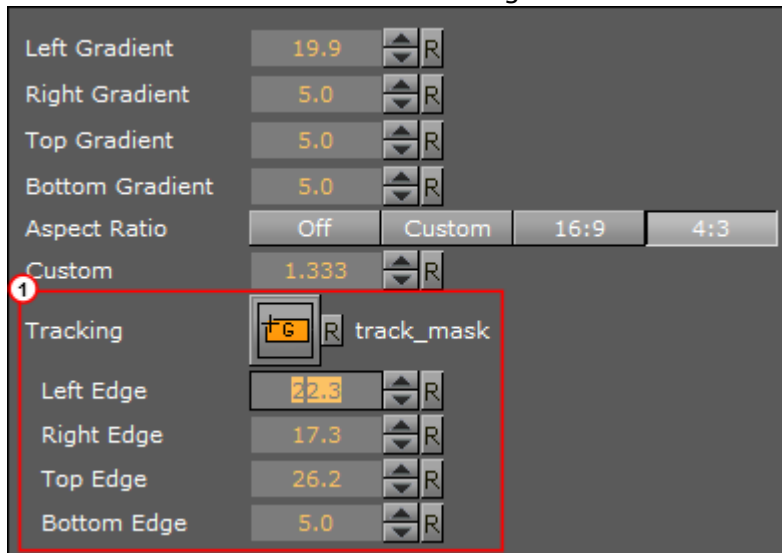 Left Gradient 19.9 R
Right Gradient 5.0 R
Top Gradient 5.0 R
Bottom Gradient 5.0 R
Aspect Ratio Off Custom 16:9 4:3
Custom 1.333 R
1
Tracking G R track_mask
Left Edge 22.3 R
Right Edge 17.3 R
Top Edge 26.2 R
Bottom Edge 5.0 R